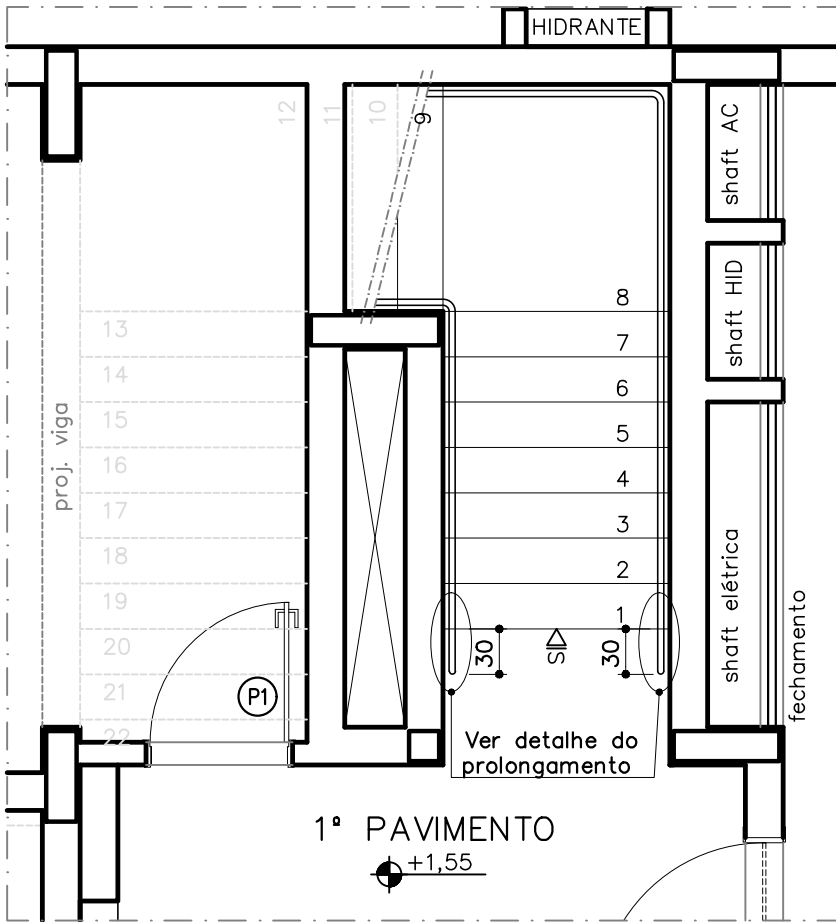 HIDRANTE
12
11
10
9
shaft AC
8
13
shaft HID
7
14
6
proj. viga
15
5
16
4
17
3
18
2
19
1
shaft elétrica
20
30
S
30
fechamento
21
P1
22
Ver detalhe do
prolongamento
1º PAVIMENTO
+1,55